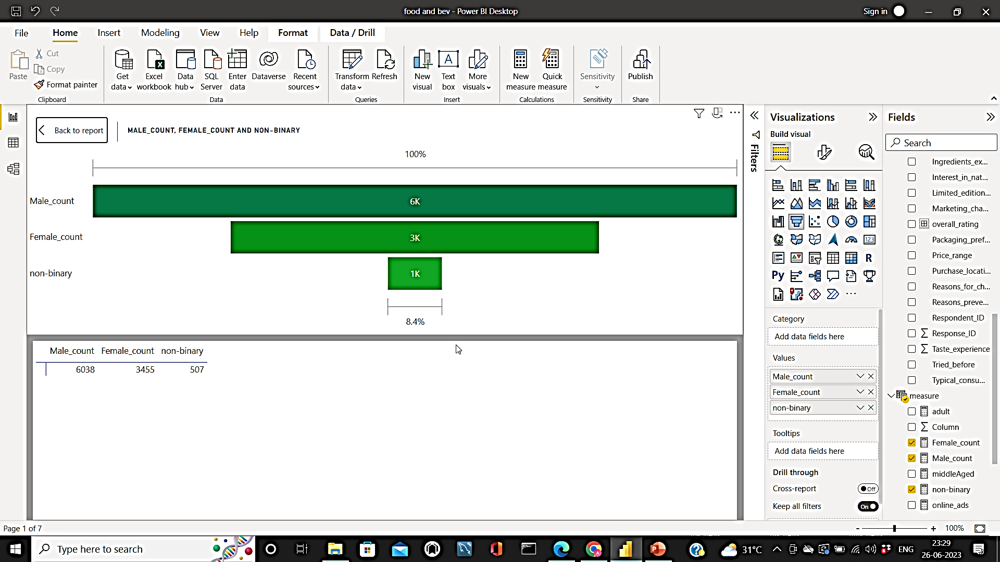 food and bev - Power BI Desktop
Sign in
File Home Insert Modeling View Help Format Data / Drill
Paste
Cut
Copy
Format painter
Clipboard
Get data
Excel workbook
Data hub
SQL Server
Enter data
Dataverse
Recent sources
Data
Transform data
Refresh
Queries
New visual
Text box
More visuals
Insert
New measure
Quick measure
Calculations
Sensitivity
Sensitivity
Publish
Share
Back to report
MALE_COUNT, FEMALE_COUNT AND NON-BINARY
100%
Male_count 6K
Female_count 3K
non-binary 1K
8.4%
Male_count Female_count non-binary
6038 3455 507
Filters
Visualizations
Build visual
123
R
Py
Category
Add data fields here
Values
Male_count
Female_count
non-binary
Tooltips
Add data fields here
Drill through
Cross-report Off
Keep all filters On
Fields
Search
Ingredients_ex...
Interest_in_nat...
Limited_edition...
Marketing_cha...
overall_rating
Packaging_pref...
Price_range
Purchase_locati...
Reasons_for_ch...
Reasons_preve...
Respondent_ID
Response_ID
Taste_experience
Tried_before
Typical_consu...
measure
adult
Column
Female_count
Male_count
middleAged
non-binary
online_ads
Page 1 of 7
- + 100%
Type here to search
31°C
ENG
23:29
26-06-2023